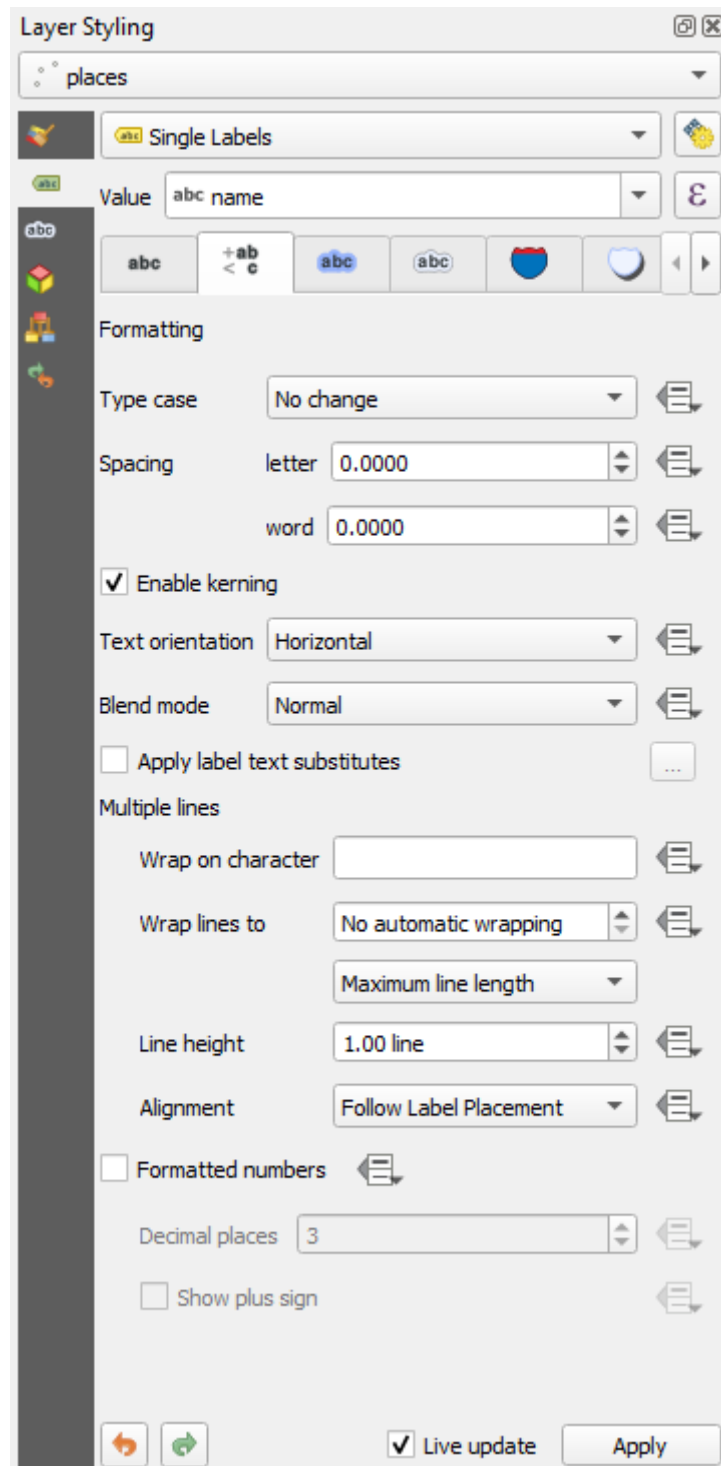 Layer Styling
places
abc Single Labels
Value abc name ε
abc +ab < c abc abc
Formatting
Type case No change
Spacing letter 0.0000
word 0.0000
Enable kerning
Text orientation Horizontal
Blend mode Normal
Apply label text substitutes ...
Multiple lines
Wrap on character
Wrap lines to No automatic wrapping
Maximum line length
Line height 1.00 line
Alignment Follow Label Placement
Formatted numbers
Decimal places 3
Show plus sign
Live update Apply